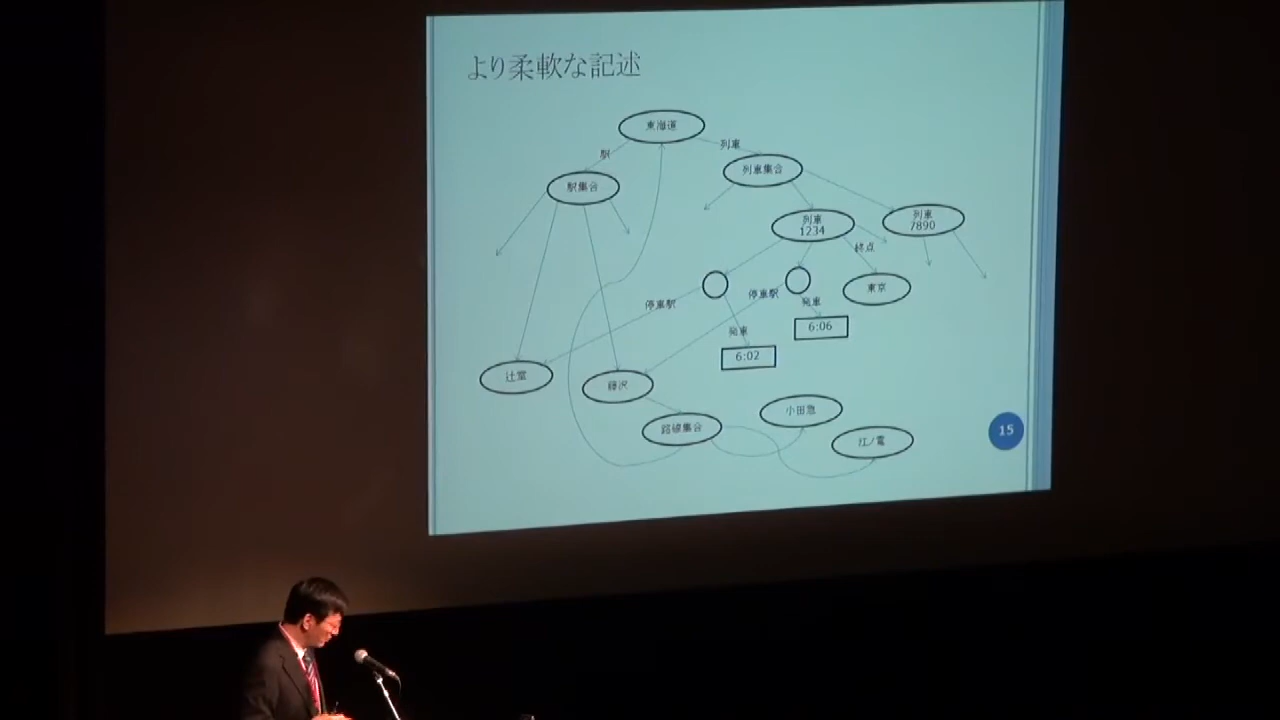 より柔軟な記述
東海道
駅
列車
駅集合
列車集合
列車
1234
列車
7890
終点
停車駅
停車駅
東京
発車
6:06
発車
6:02
辻堂
藤沢
路線集合
小田急
江ノ電
15